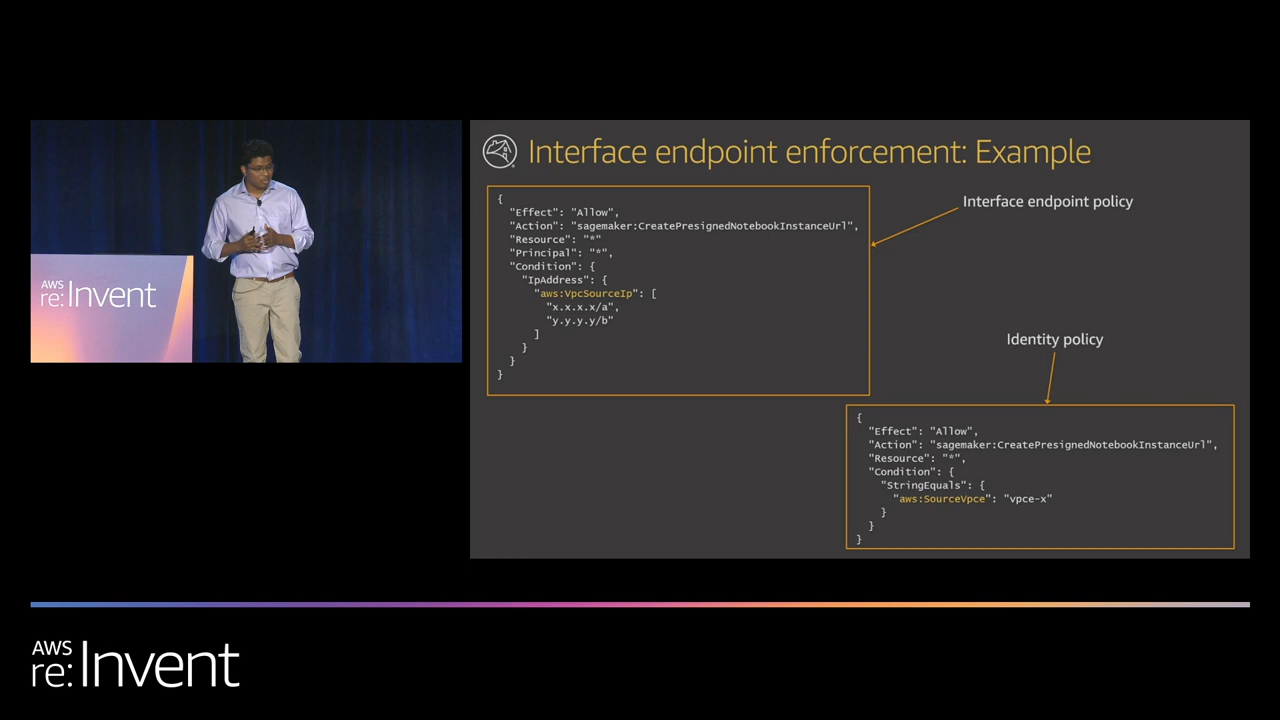 AWS
re:Invent
Interface endpoint enforcement: Example
{
"Effect": "Allow",
"Action": "sagemaker:CreatePresignedNotebookInstanceUrl",
"Resource": "*"
"Principal": "*",
"Condition": {
"IpAddress": {
"aws:VpcSourceIp": [
"x.x.x.x/a",
"y.y.y.y/b"
]
}
}
}
Interface endpoint policy
Identity policy
{
"Effect": "Allow",
"Action": "sagemaker:CreatePresignedNotebookInstanceUrl",
"Resource": "*",
"Condition": {
"StringEquals": {
"aws:SourceVpce": "vpce-x"
}
}
}
AWS
re:Invent